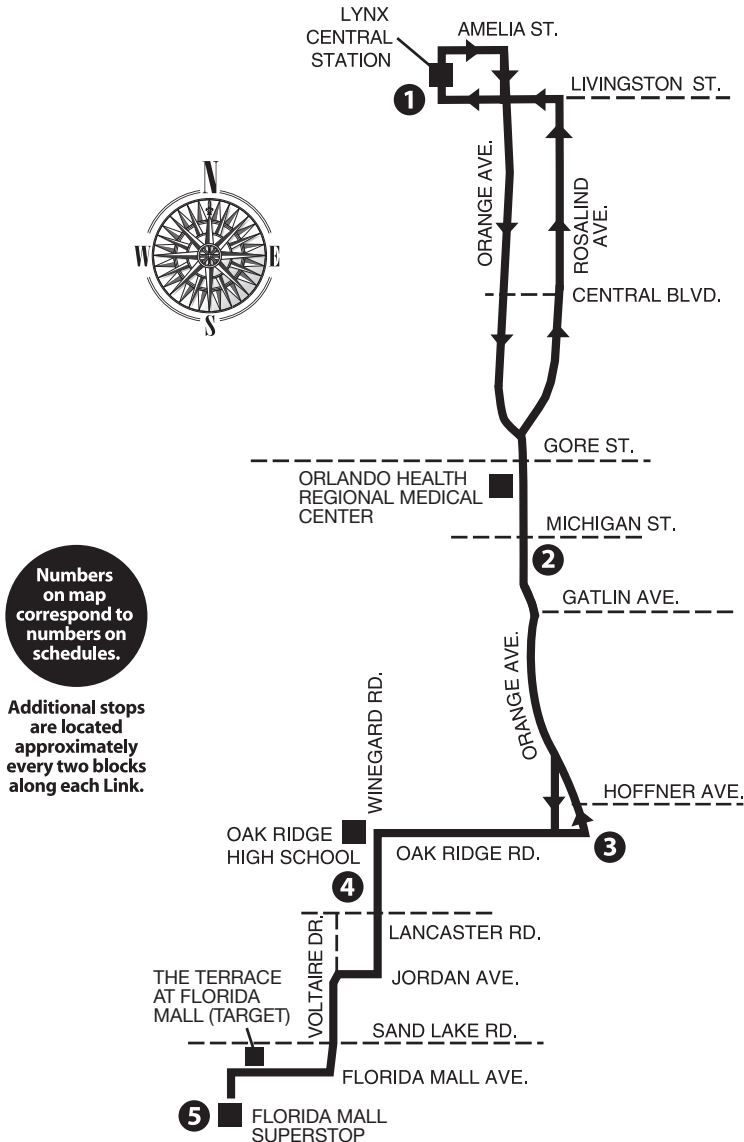 LYNX
CENTRAL
STATION
AMELIA ST.
1
LIVINGSTON ST.
ORANGE AVE.
ROSALIND
AVE.
N
W
E
S
CENTRAL BLVD.
GORE ST.
ORLANDO HEALTH
REGIONAL MEDICAL
CENTER
MICHIGAN ST.
2
Numbers
on map
correspond to
numbers on
schedules.
GATLIN AVE.
ORANGE AVE.
Additional stops
are located
approximately
every two blocks
along each Link.
WINEGARD RD.
HOFFNER AVE.
OAK RIDGE
HIGH SCHOOL
OAK RIDGE RD.
3
4
LANCASTER RD.
VOLTAIRE DR.
JORDAN AVE.
THE TERRACE
AT FLORIDA
MALL (TARGET)
SAND LAKE RD.
FLORIDA MALL AVE.
5
FLORIDA MALL
SUPERSTOP